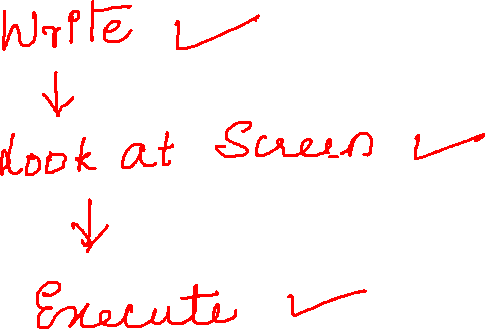 Write ✓
↓
Look at Screen ✓
↓
Execute ✓